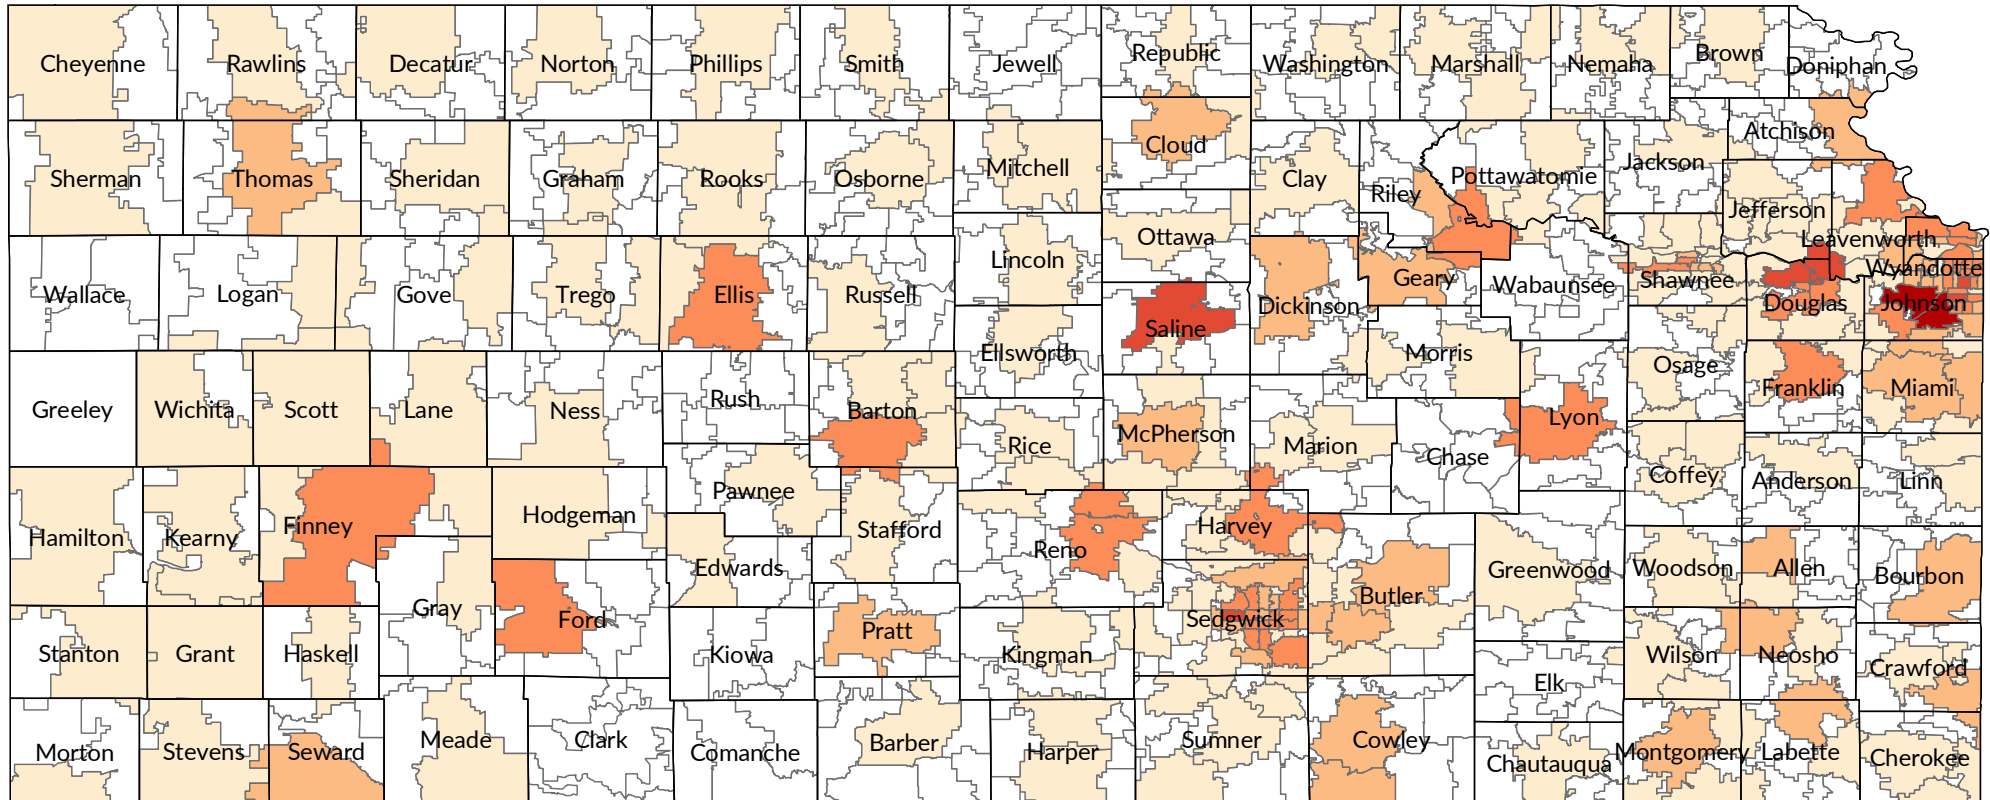 Cheyenne
Rawlins
Decatur
Norton
Phillips
Smith
Jewell
Republic
Washington
Marshall
Nemaha
Brown
Doniphan
Cloud
Atchison
Sherman
Thomas
Sheridan
Graham
Rooks
Osborne
Mitchell
Clay
Riley
Pottawatomie
Jackson
Jefferson
Leavenworth
Wyandotte
Ottawa
Lincoln
Wallace
Logan
Gove
Trego
Ellis
Russell
Dickinson
Geary
Wabaunsee
Shawnee
Douglas
Johnson
Saline
Ellsworth
Morris
Osage
Franklin
Miami
Greeley
Wichita
Scott
Lane
Ness
Rush
Barton
Rice
McPherson
Marion
Chase
Lyon
Coffey
Anderson
Linn
Hamilton
Kearny
Finney
Hodgeman
Pawnee
Stafford
Reno
Harvey
Edwards
Gray
Ford
Sedgwick
Butler
Greenwood
Woodson
Allen
Bourbon
Stanton
Grant
Haskell
Kiowa
Pratt
Kingman
Elk
Wilson
Neosho
Crawford
Morton
Stevens
Seward
Meade
Clark
Comanche
Barber
Harper
Sumner
Cowley
Chautauqua
Montgomery
Labette
Cherokee